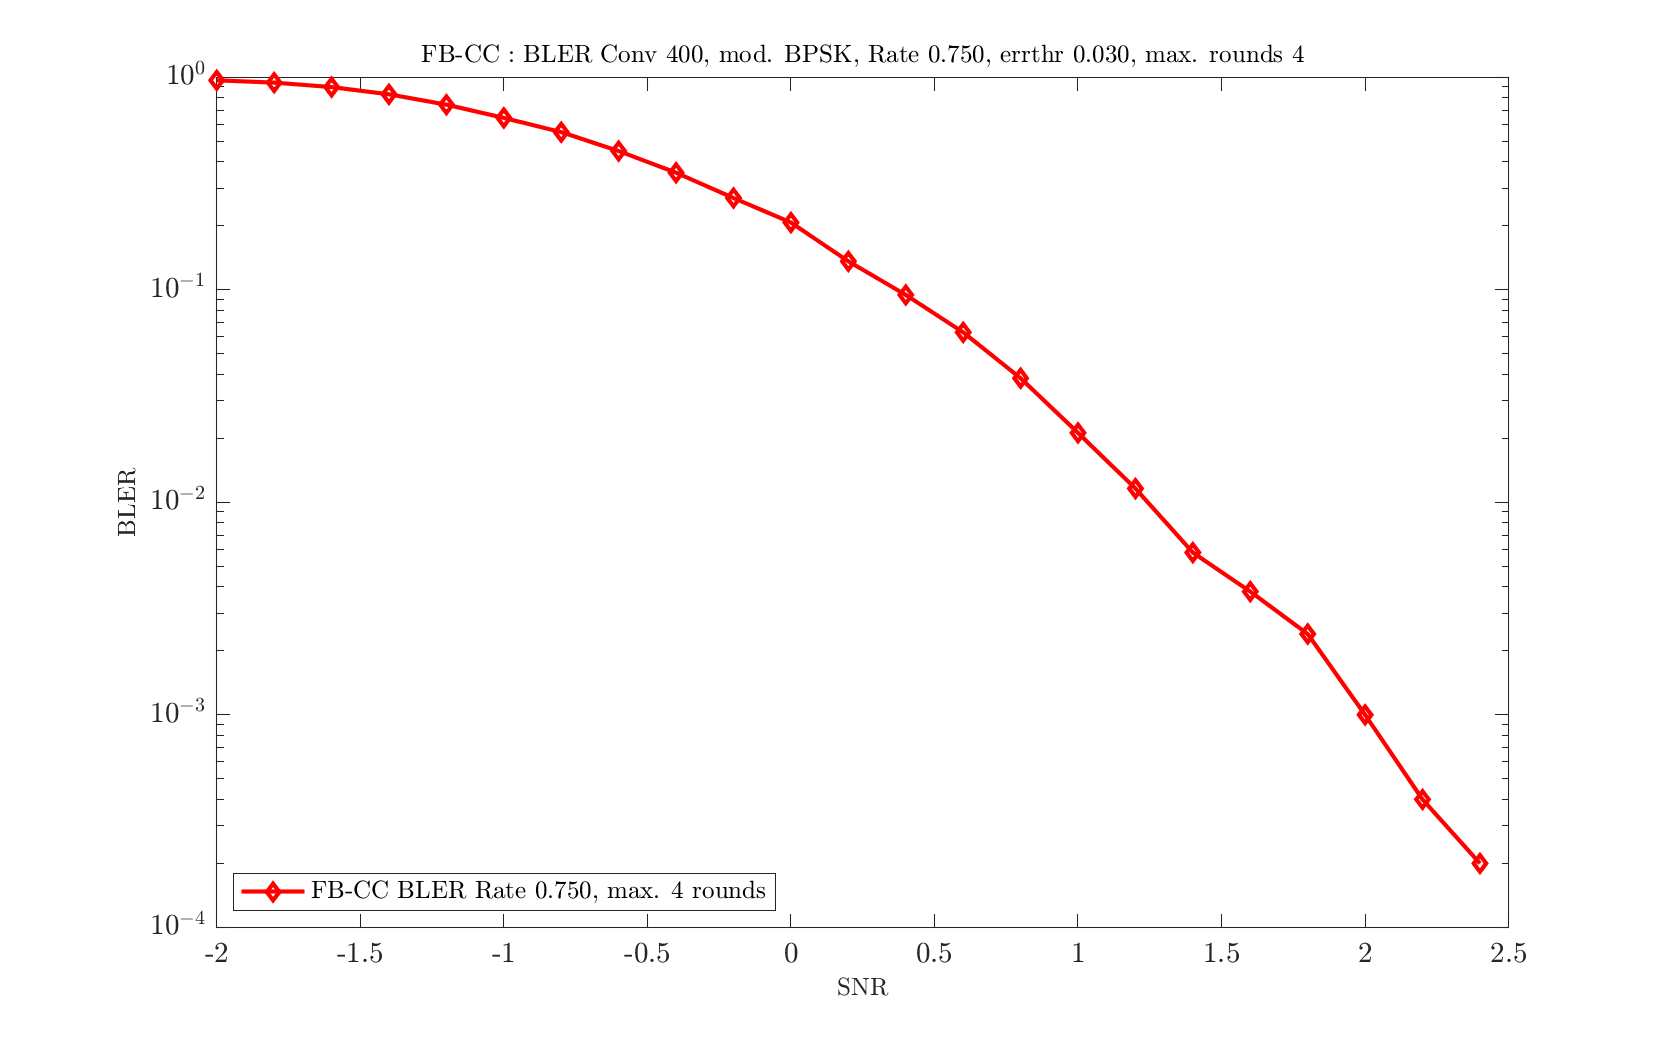 FB-CC : BLER Conv 400, mod. BPSK, Rate 0.750, errthr 0.030, max. rounds 4
10^0
10^{-1}
10^{-2}
10^{-3}
10^{-4}
BLER
FB-CC BLER Rate 0.750, max. 4 rounds
-2 -1.5 -1 -0.5 0 0.5 1 1.5 2 2.5
SNR